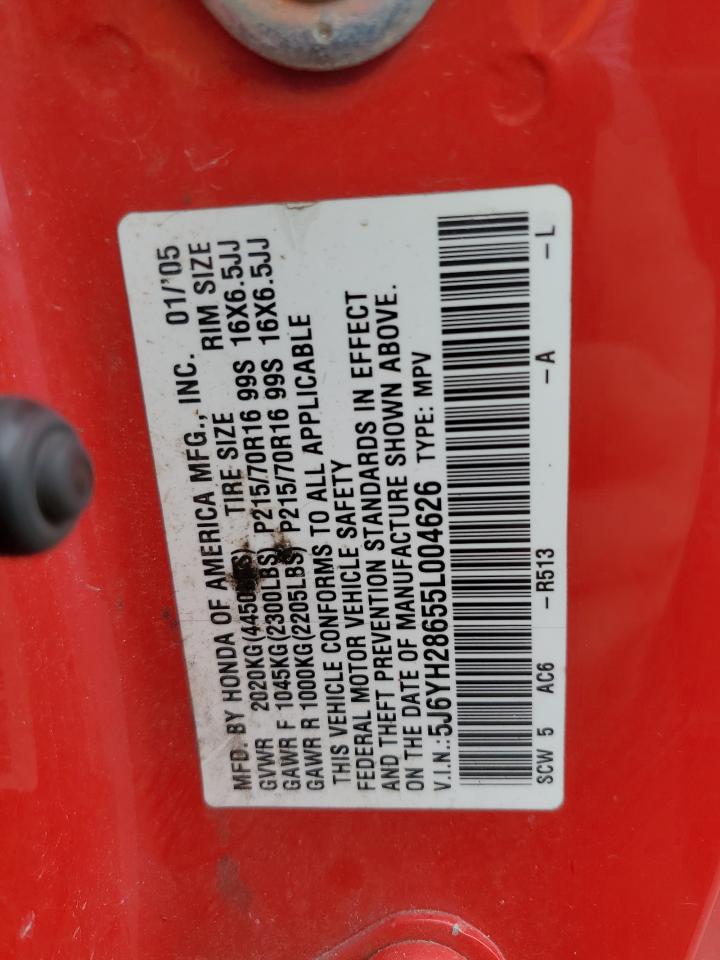 MFD. BY HONDA OF AMERICA MFG., INC. 01/'05
GVWR 2020KG(4450LBS) TIRE SIZE RIM SIZE
GAWR F 1045KG(2300LBS) P215/70R16 99S 16X6.5JJ
GAWR R 1000KG(2205LBS) P215/70R16 99S 16X6.5JJ
THIS VEHICLE CONFORMS TO ALL APPLICABLE
FEDERAL MOTOR VEHICLE SAFETY
AND THEFT PREVENTION STANDARDS IN EFFECT
ON THE DATE OF MANUFACTURE SHOWN ABOVE.
V.I.N.:5J6YH28655L004626 TYPE: MPV
SCW 5 AC6 -R513 -A -L